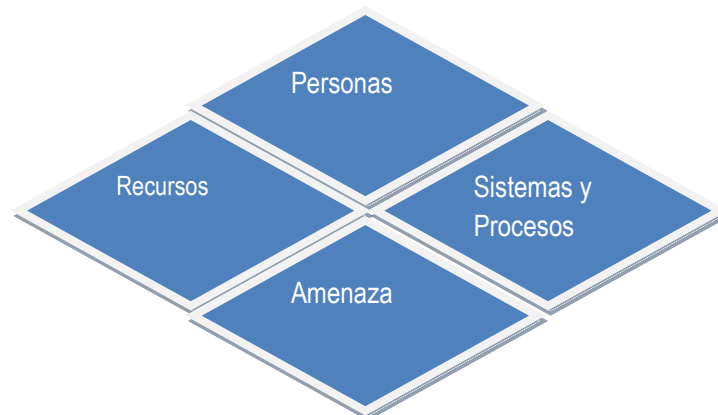 Personas
Recursos
Sistemas y
Procesos
Amenaza